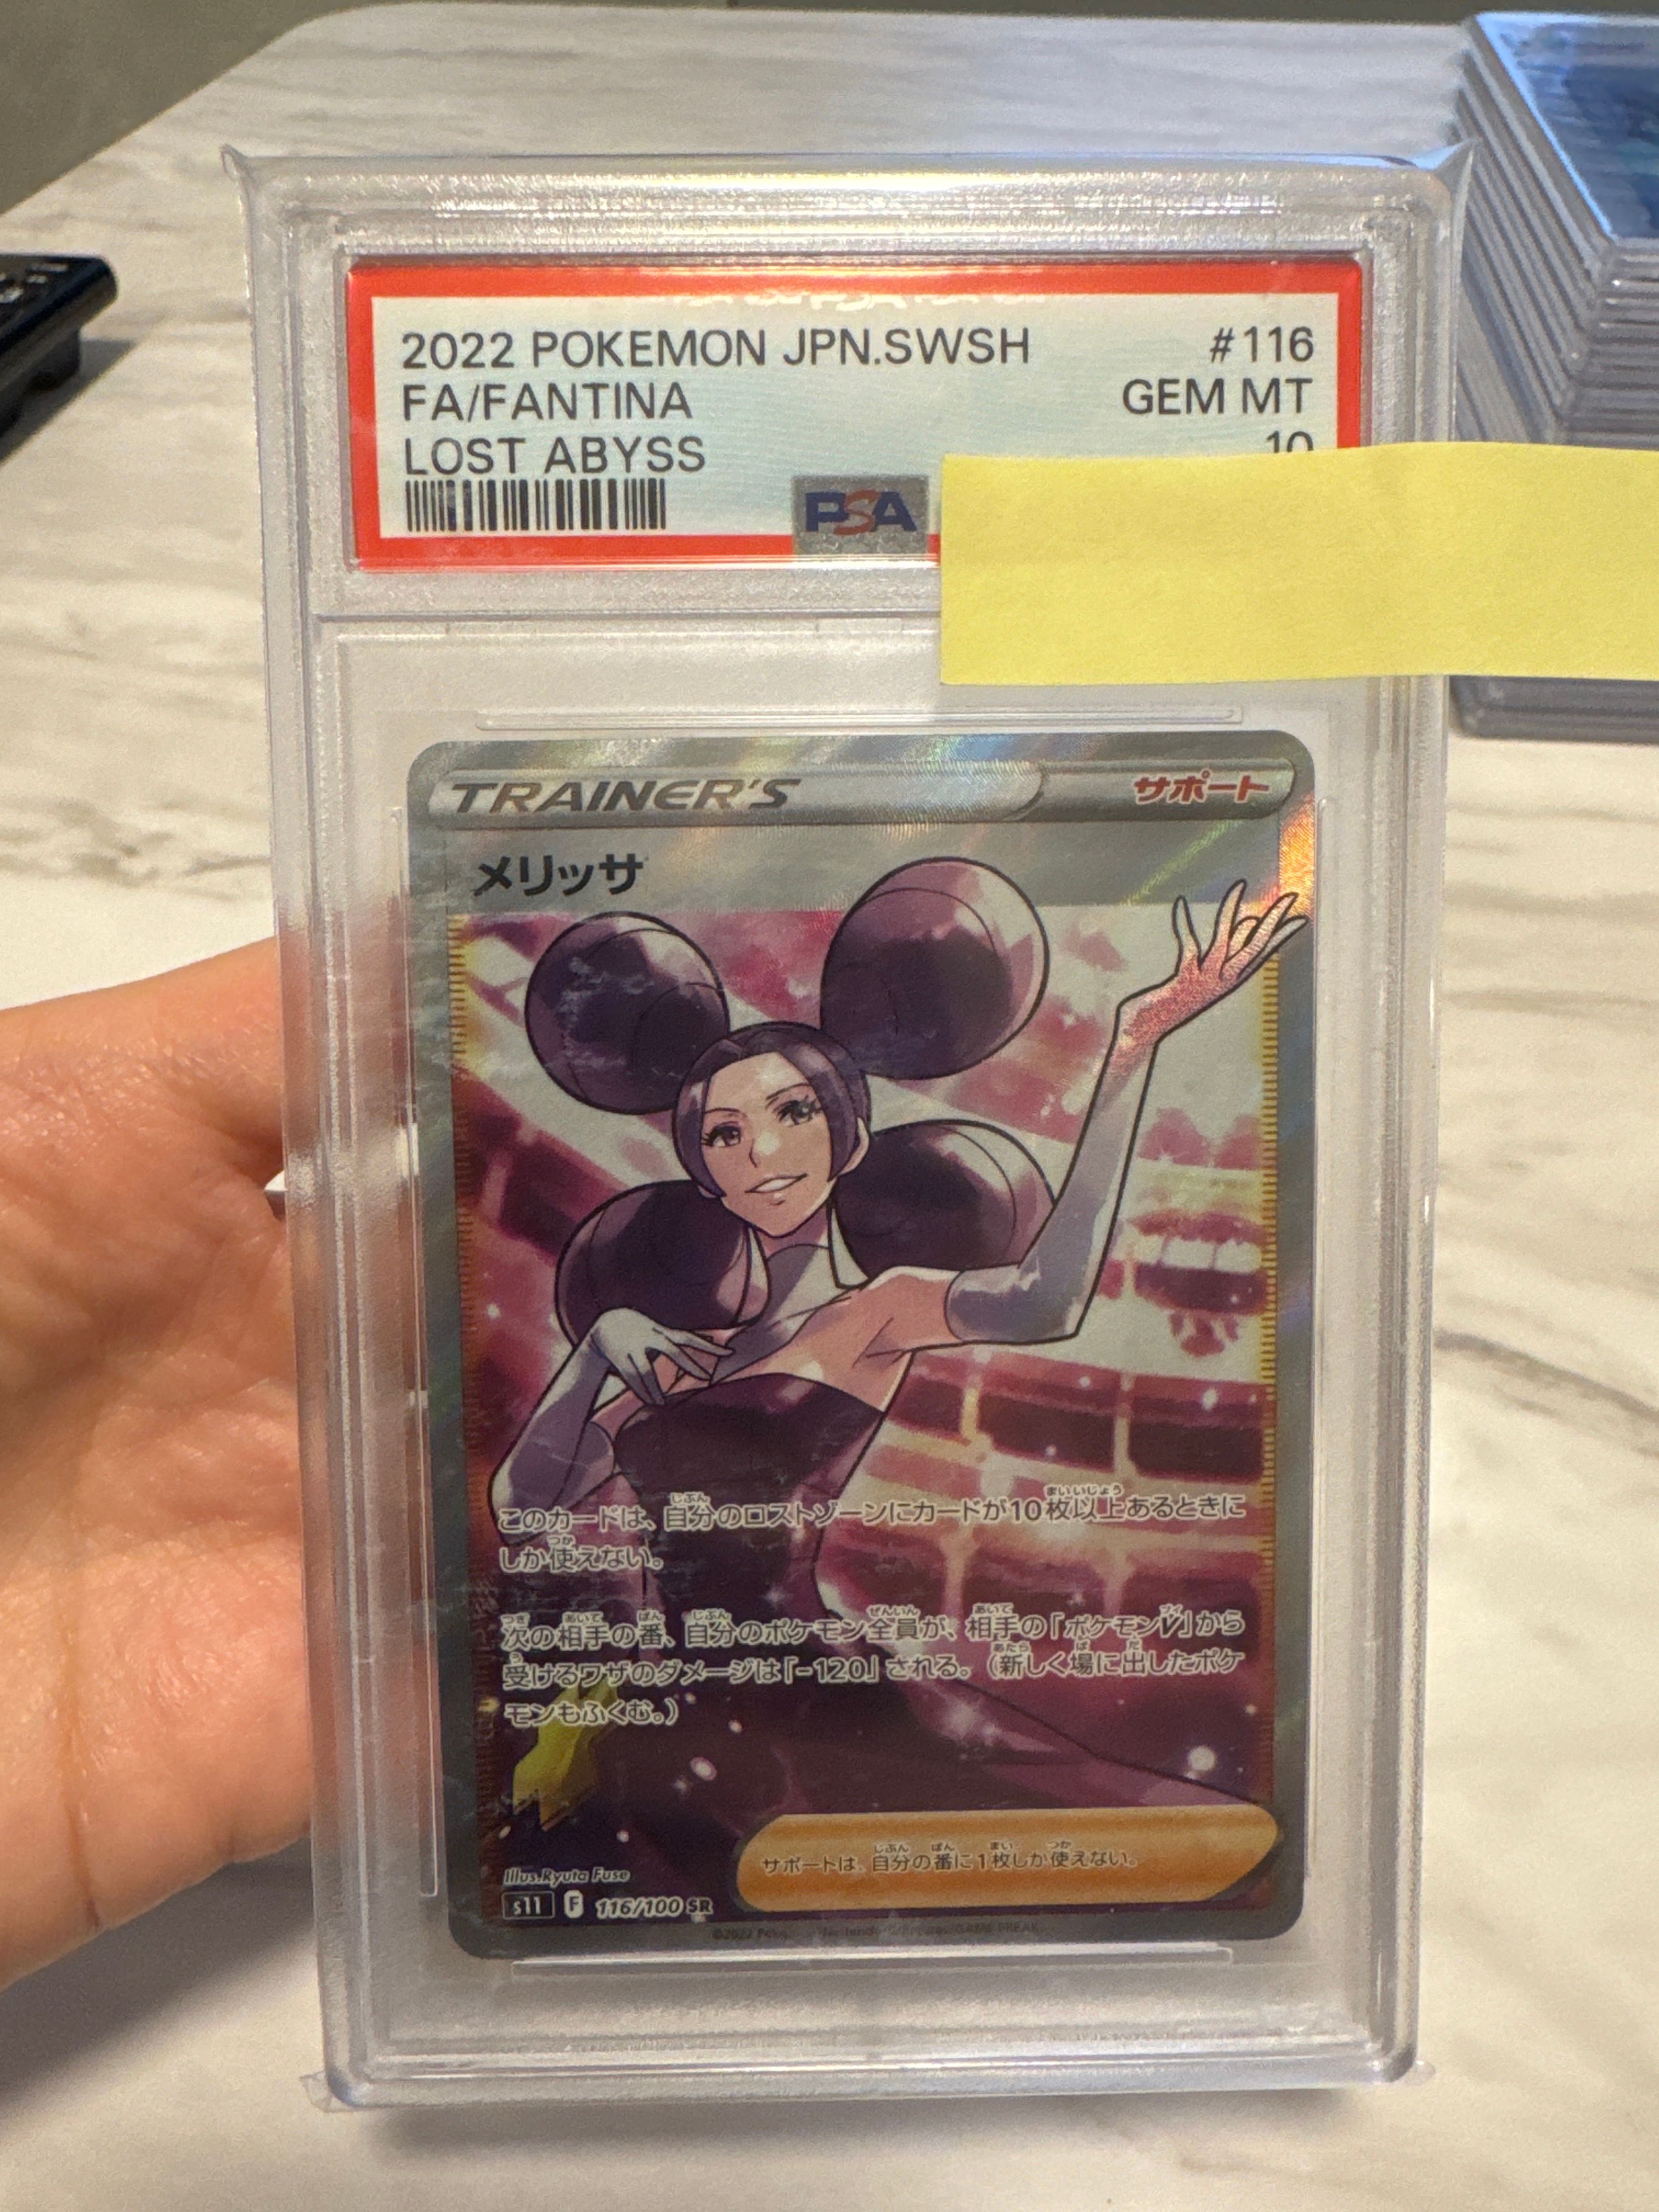 2022 POKEMON JPN.SWSH #116
FA/FANTINA GEM MT
LOST ABYSS 10
PSA
TRAINER'S サポート
メリッサ
このカードは、自分のロストゾーンにカードが10枚以上あるときに
しか使えない。
次の相手の番、自分のポケモン全員が、相手の「ポケモンV」から
受けるワザのダメージは「-120」される。(新しく場に出したポケ
モンもふくむ。)
サポートは、自分の番に1枚しか使えない。
Illus.Ryuta Fuse
s11 F 116/100 SR
©2022